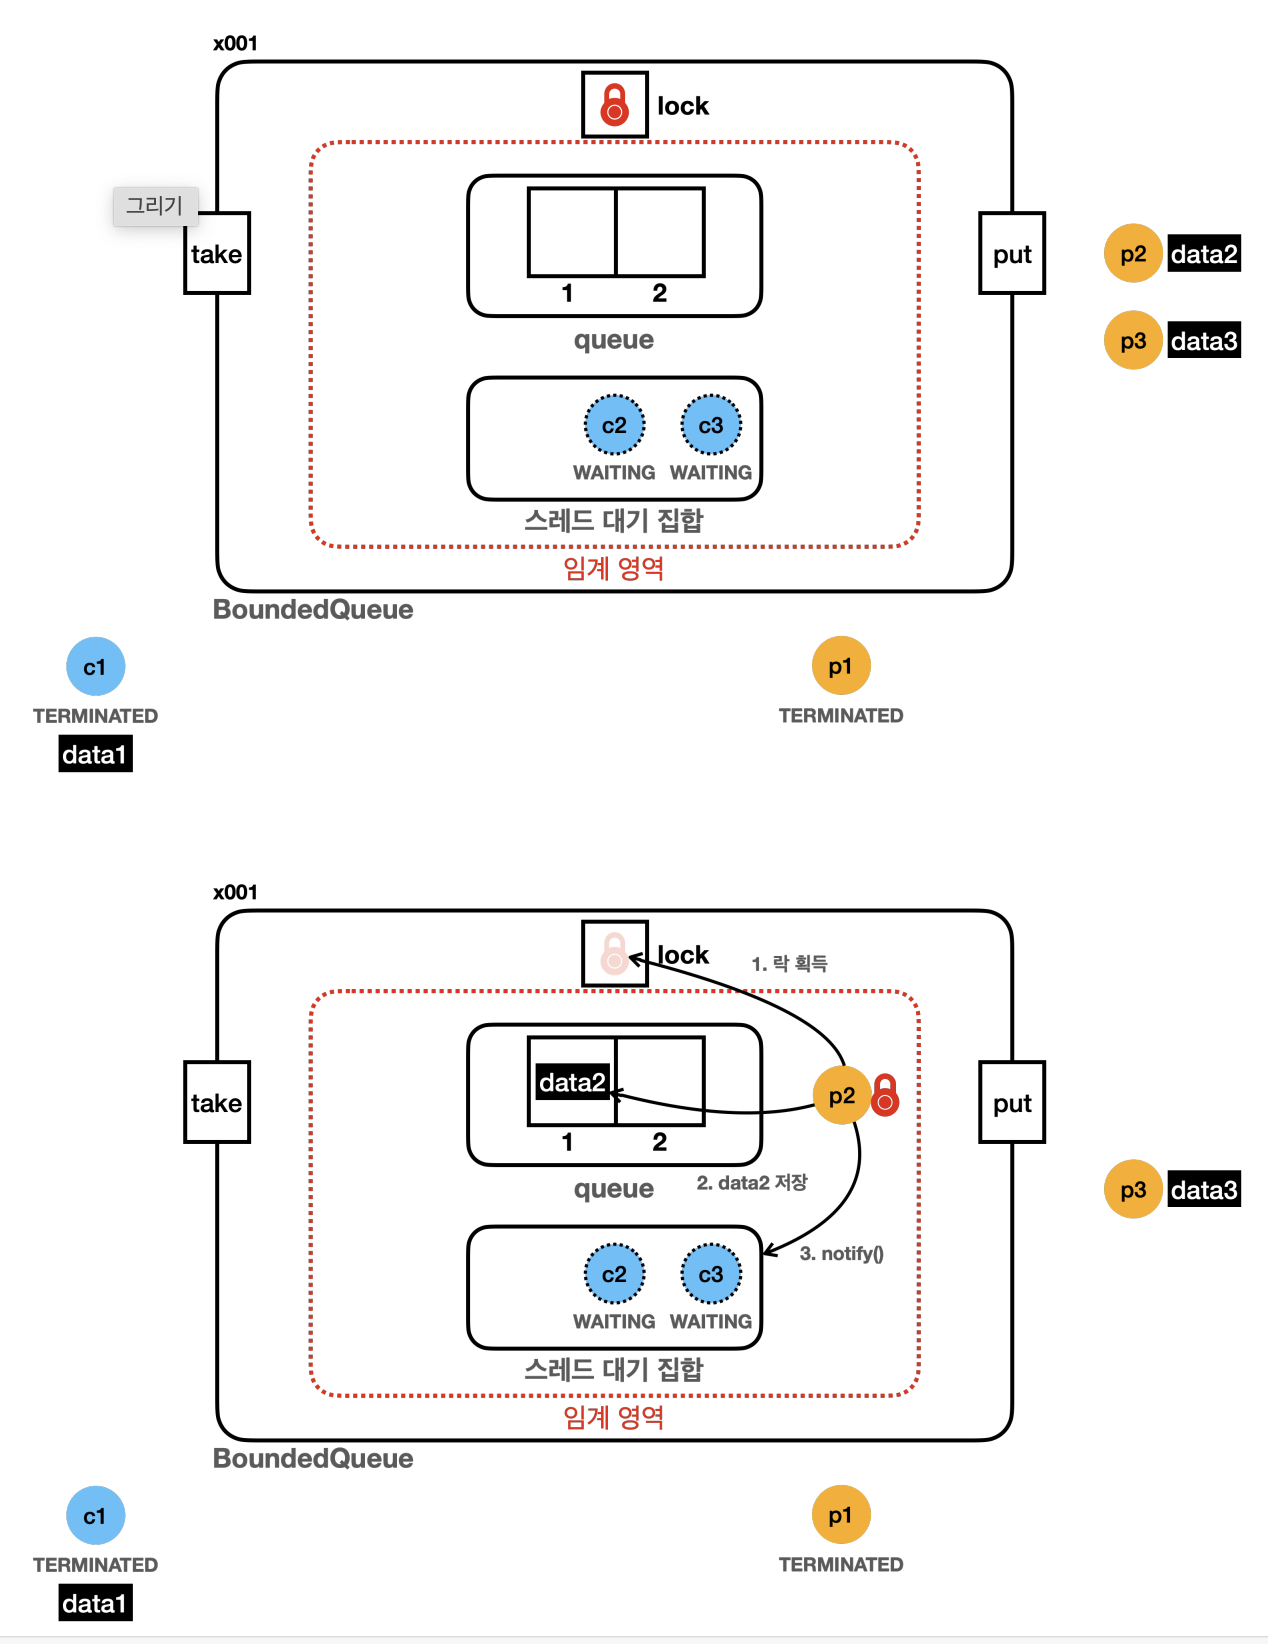 x001
lock
그리기
take
put
p2 data2
1 2
p3 data3
queue
c2 c3
WAITING WAITING
스레드 대기 집합
임계 영역
BoundedQueue
c1
p1
TERMINATED
TERMINATED
data1
x001
lock
1. 락 획득
data2
p2
take
put
1 2
2. data2 저장
queue
p3 data3
3. notify()
c2 c3
WAITING WAITING
스레드 대기 집합
임계 영역
BoundedQueue
c1
p1
TERMINATED
TERMINATED
data1